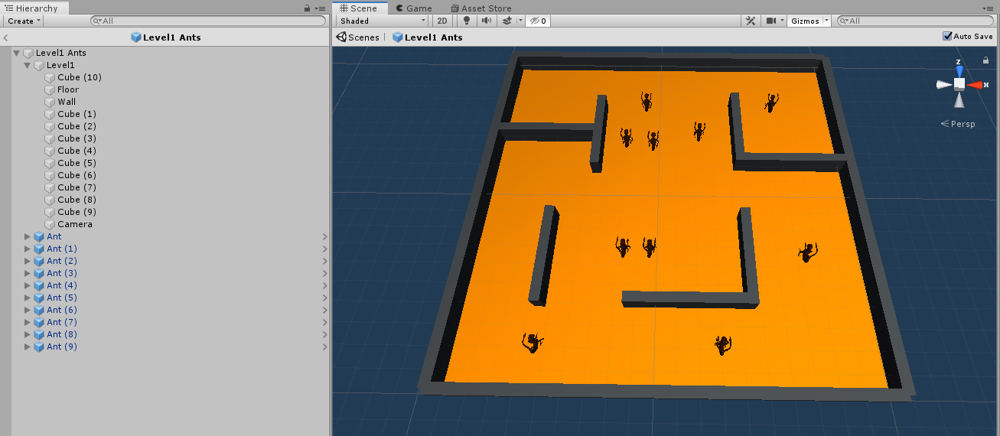 Hierarchy
Create
All
Level1 Ants
Level1 Ants
Level1
Cube (10)
Floor
Wall
Cube (1)
Cube (2)
Cube (3)
Cube (4)
Cube (5)
Cube (6)
Cube (7)
Cube (8)
Cube (9)
Camera
Ant
Ant (1)
Ant (2)
Ant (3)
Ant (4)
Ant (5)
Ant (6)
Ant (7)
Ant (8)
Ant (9)
Scene Game Asset Store
Shaded 2D 0 Gizmos All
Scenes | Level1 Ants Auto Save
z
x
Persp